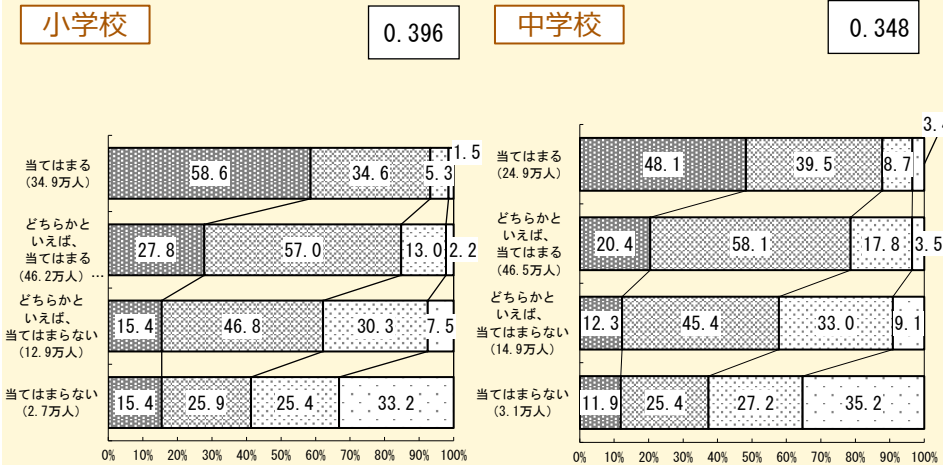 小学校
0.396
当てはまる
(34.9万人)
58.6 34.6 5.3 1.5
どちらかと
いえば、
当てはまる
(46.2万人) …
27.8 57.0 13.0 2.2
どちらかと
いえば、
当てはまらない
(12.9万人)
15.4 46.8 30.3 7.5
当てはまらない
(2.7万人)
15.4 25.9 25.4 33.2
0% 10% 20% 30% 40% 50% 60% 70% 80% 90% 100%
中学校
0.348
当てはまる
(24.9万人)
48.1 39.5 8.7
どちらかと
いえば、
当てはまる
(46.5万人)
20.4 58.1 17.8 3.5
どちらかと
いえば、
当てはまらない
(14.9万人)
12.3 45.4 33.0 9.1
当てはまらない
(3.1万人)
11.9 25.4 27.2 35.2
0% 10% 20% 30% 40% 50% 60% 70% 80% 90% 100%